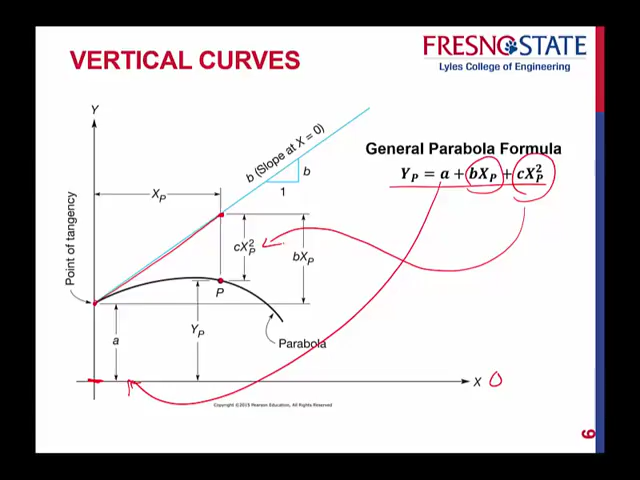 VERTICAL CURVES
FRESNO STATE
Lyles College of Engineering
Y
b (Slope at X = 0)
b
1
General Parabola Formula
Y_P = a + bX_P + cX_P^2
X_P
Point of tangency
cX_P^2
bX_P
P
a
Y_P
Parabola
X 0
Copyright ©2015 Pearson Education, All Rights Reserved
6